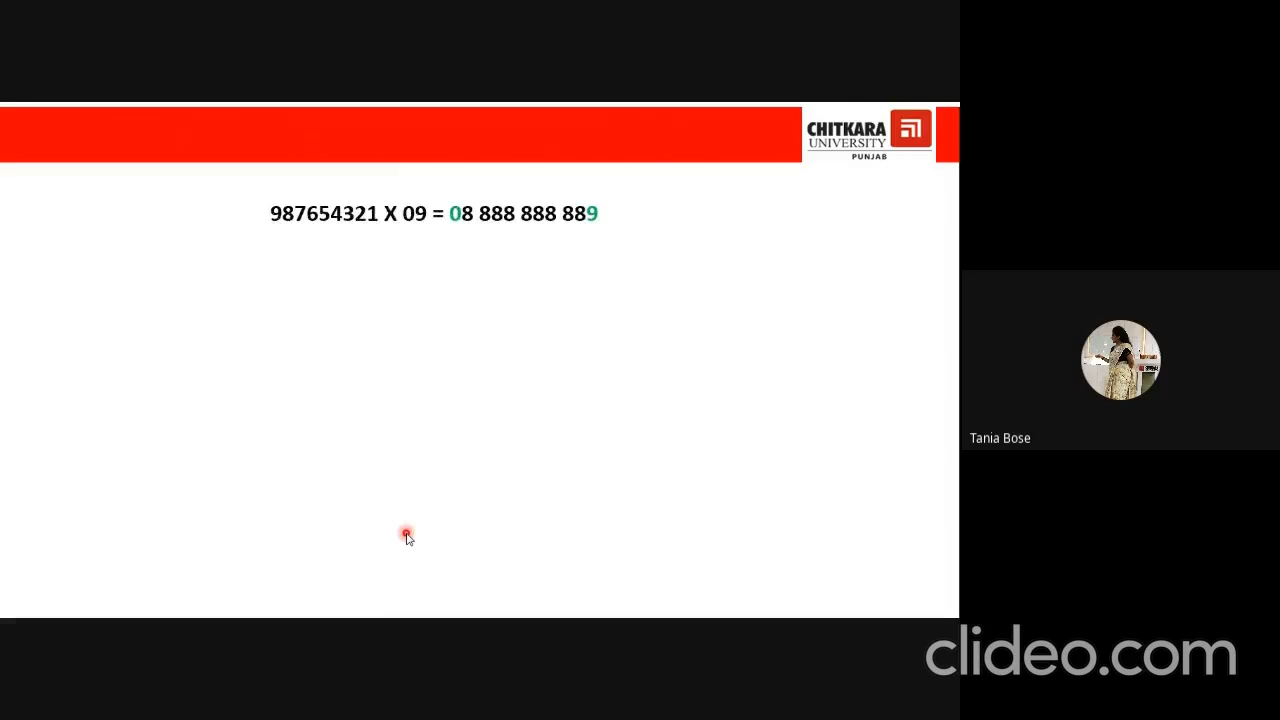 CHITKARA
UNIVERSITY
PUNJAB
987654321 X 09 = 08 888 888 889
Tania Bose
clideo.com